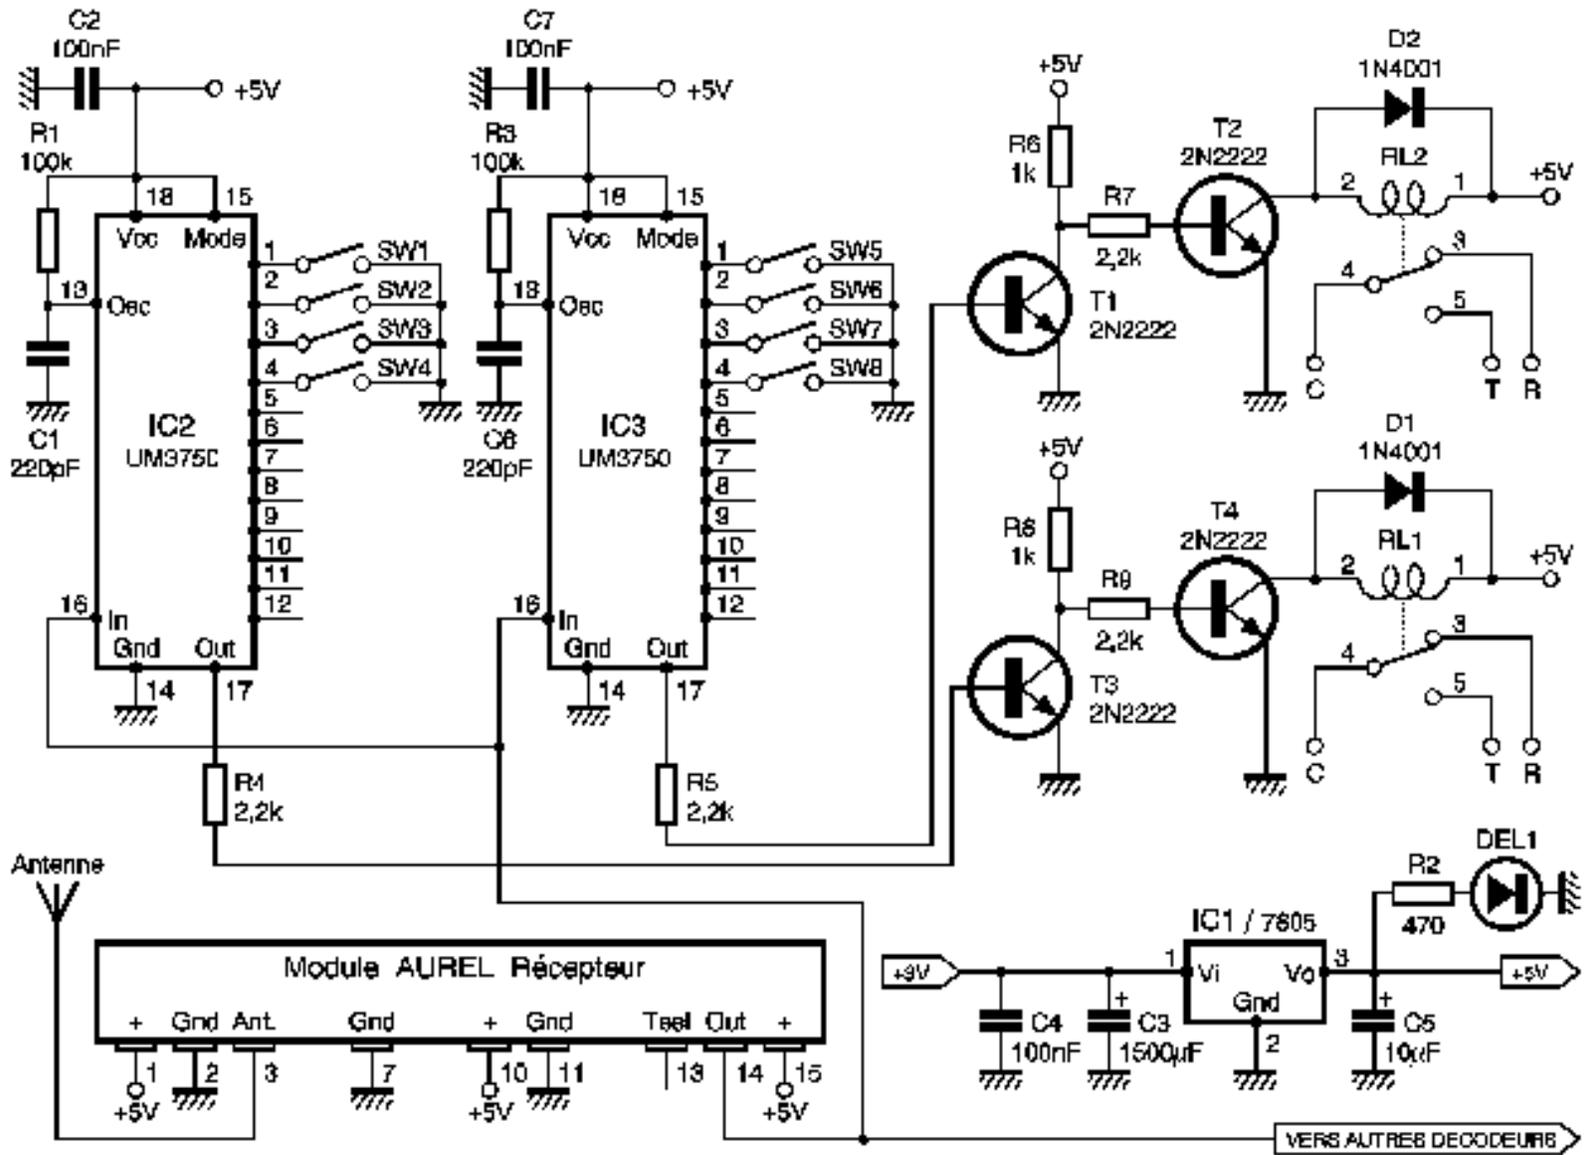 C2
100nF
+5V
R1
100k
18
15
Vcc
Mode
13
Osc
1
SW1
2
SW2
3
SW3
4
SW4
5
6
7
8
9
10
11
12
C1
220pF
IC2
UM3750
16
In
Gnd
Out
14
17
R4
2,2k
C7
100nF
+5V
R3
100k
18
15
Vcc
Mode
13
Osc
1
SW5
2
SW6
3
SW7
4
SW8
5
6
7
8
9
10
11
12
C6
220pF
IC3
UM3750
16
In
Gnd
Out
14
17
R5
2,2k
+5V
R6
1k
R7
2,2k
T1
2N2222
T2
2N2222
D2
1N4001
RL2
2
1
+5V
3
4
5
C
T
R
+5V
1k
2,2k
T3
2N2222
T4
2N2222
D1
1N4001
RL1
2
1
+5V
3
4
5
C
T
R
Antenne
Module AUREL Récepteur
+
Gnd
Ant.
Gnd
+
Gnd
Out
+
1
2
3
7
10
11
13
14
15
+5V
+5V
+5V
DEL1
R2
470
IC1 / 7805
+9V
1
Vi
Vo
3
+5V
Gnd
2
C4
100nF
+
C3
1500µF
+
C5
10µF
VERS AUTRES DECODEURS